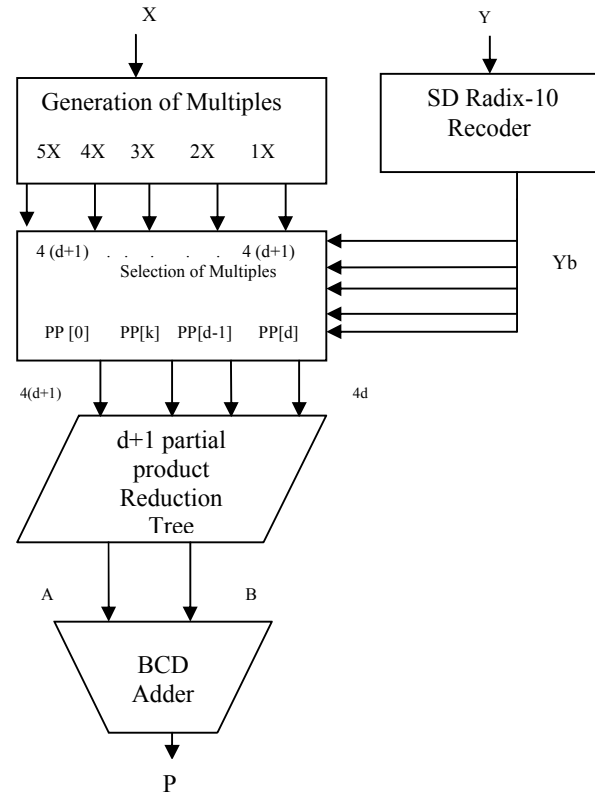 X
Y
Generation of Multiples
5X 4X 3X 2X 1X
SD Radix-10
Recoder
4 (d+1) . . . . . 4 (d+1)
Selection of Multiples
Yb
PP [0] PP[k] PP[d-1] PP[d]
4(d+1)
4d
d+1 partial
product
Reduction
Tree
A
B
BCD
Adder
P